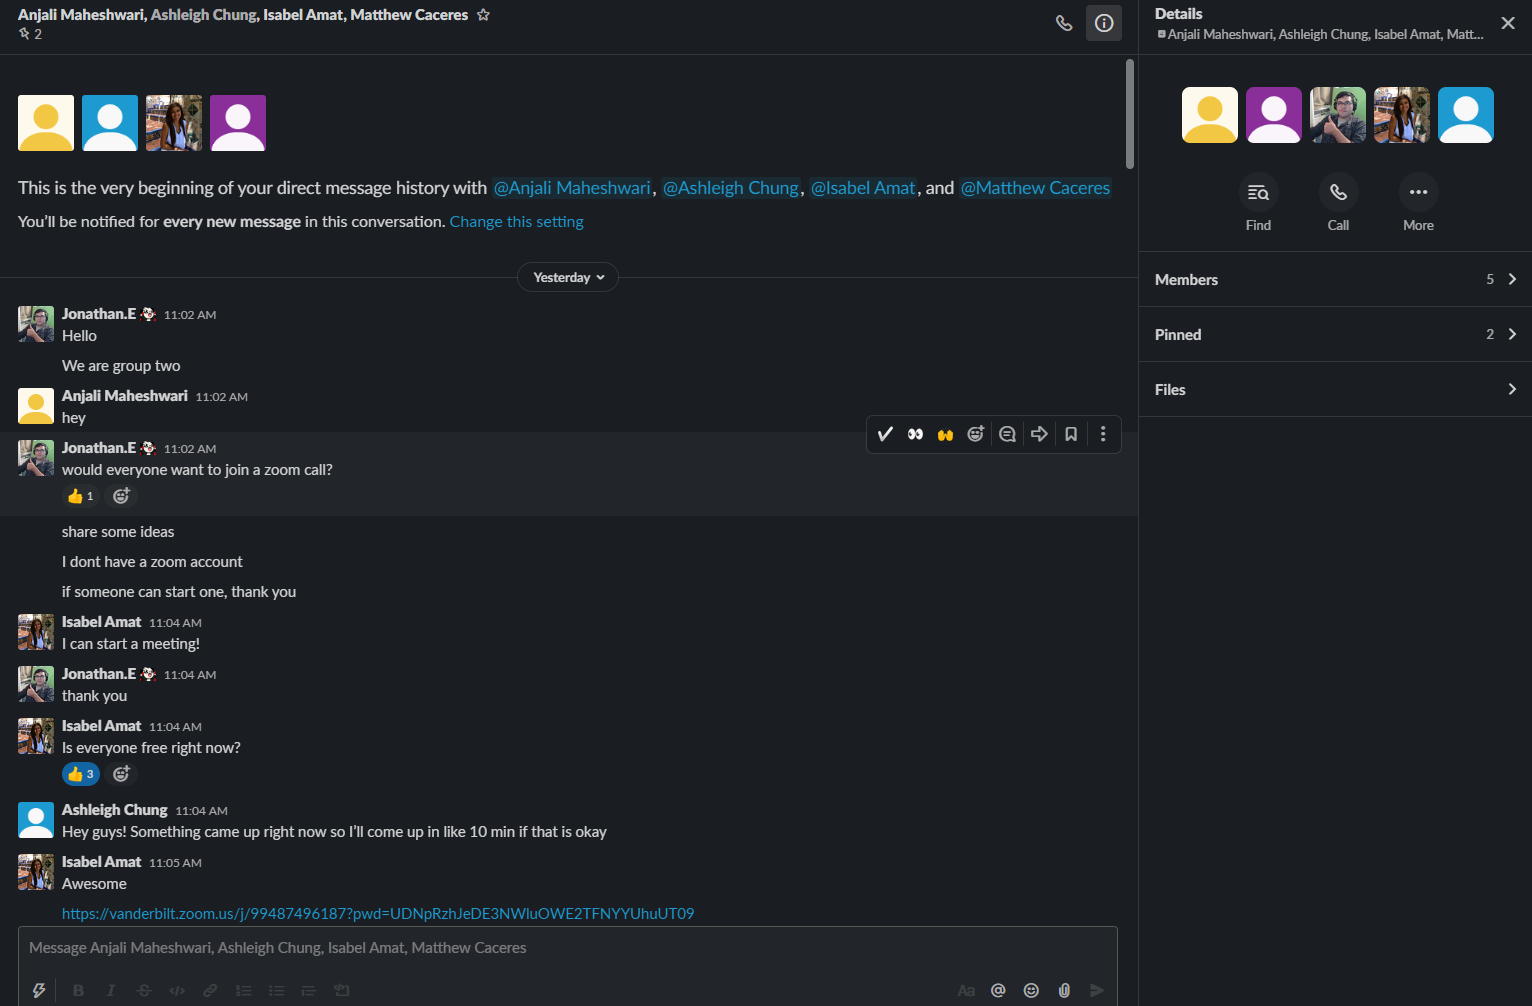 Anjali Maheshwari, Ashleigh Chung, Isabel Amat, Matthew Caceres
2
This is the very beginning of your direct message history with @Anjali Maheshwari, @Ashleigh Chung, @Isabel Amat, and @Matthew Caceres
You'll be notified for every new message in this conversation. Change this setting
Yesterday
Jonathan.E 11:02 AM
Hello
We are group two
Anjali Maheshwari 11:02 AM
hey
Jonathan.E 11:02 AM
would everyone want to join a zoom call?
1
share some ideas
I dont have a zoom account
if someone can start one, thank you
Isabel Amat 11:04 AM
I can start a meeting!
Jonathan.E 11:04 AM
thank you
Isabel Amat 11:04 AM
Is everyone free right now?
3
Ashleigh Chung 11:04 AM
Hey guys! Something came up right now so I'll come up in like 10 min if that is okay
Isabel Amat 11:05 AM
Awesome
https://vanderbilt.zoom.us/j/99487496187?pwd=UDNpRzhJeDE3NWluOWE2TFNYYUhuUT09
Message Anjali Maheshwari, Ashleigh Chung, Isabel Amat, Matthew Caceres
B I S </> Aa @
Details
Anjali Maheshwari, Ashleigh Chung, Isabel Amat, Matt...
Find Call More
Members 5
Pinned 2
Files